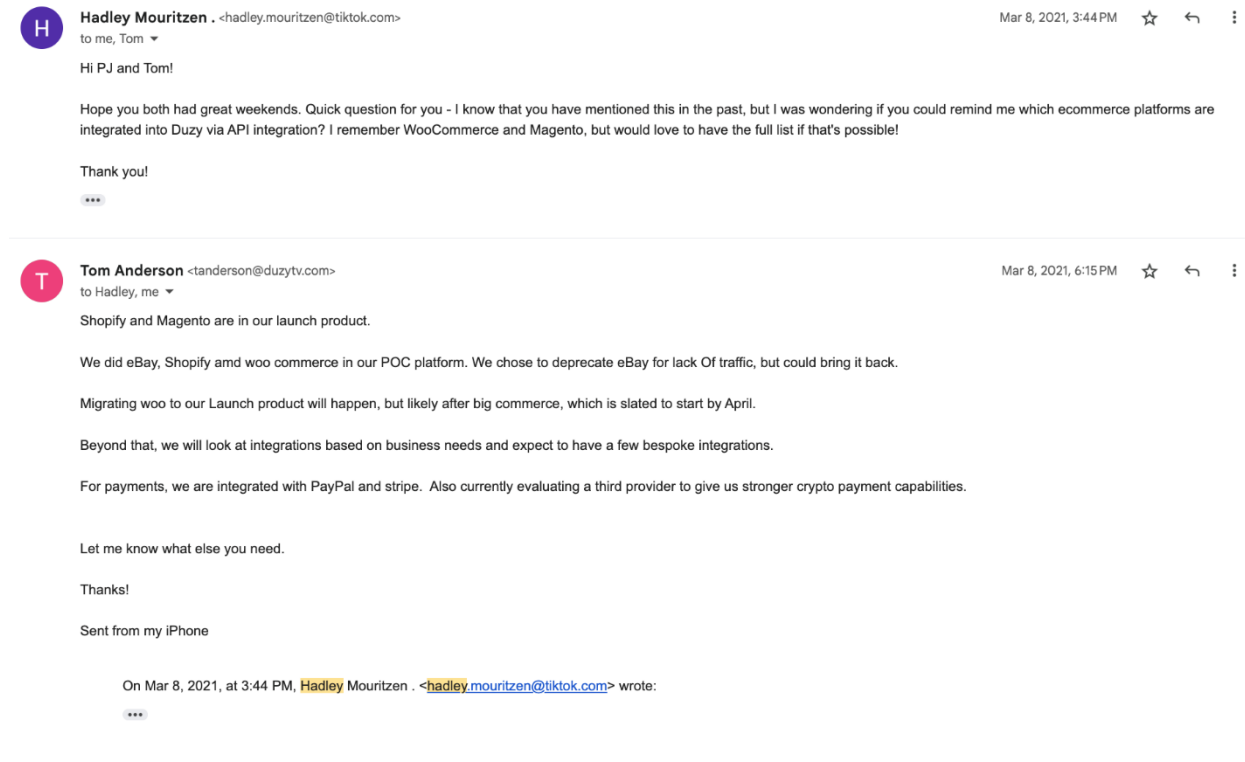 H
Hadley Mouritzen . <hadley.mouritzen@tiktok.com>
Mar 8, 2021, 3:44 PM
to me, Tom
Hi PJ and Tom!
Hope you both had great weekends. Quick question for you - I know that you have mentioned this in the past, but I was wondering if you could remind me which ecommerce platforms are
integrated into Duzy via API integration? I remember WooCommerce and Magento, but would love to have the full list if that's possible!
Thank you!
T
Tom Anderson <tanderson@duzytv.com>
Mar 8, 2021, 6:15 PM
to Hadley, me
Shopify and Magento are in our launch product.
We did eBay, Shopify amd woo commerce in our POC platform. We chose to deprecate eBay for lack Of traffic, but could bring it back.
Migrating woo to our Launch product will happen, but likely after big commerce, which is slated to start by April.
Beyond that, we will look at integrations based on business needs and expect to have a few bespoke integrations.
For payments, we are integrated with PayPal and stripe.  Also currently evaluating a third provider to give us stronger crypto payment capabilities.
Let me know what else you need.
Thanks!
Sent from my iPhone
On Mar 8, 2021, at 3:44 PM, Hadley Mouritzen . <hadley.mouritzen@tiktok.com> wrote: